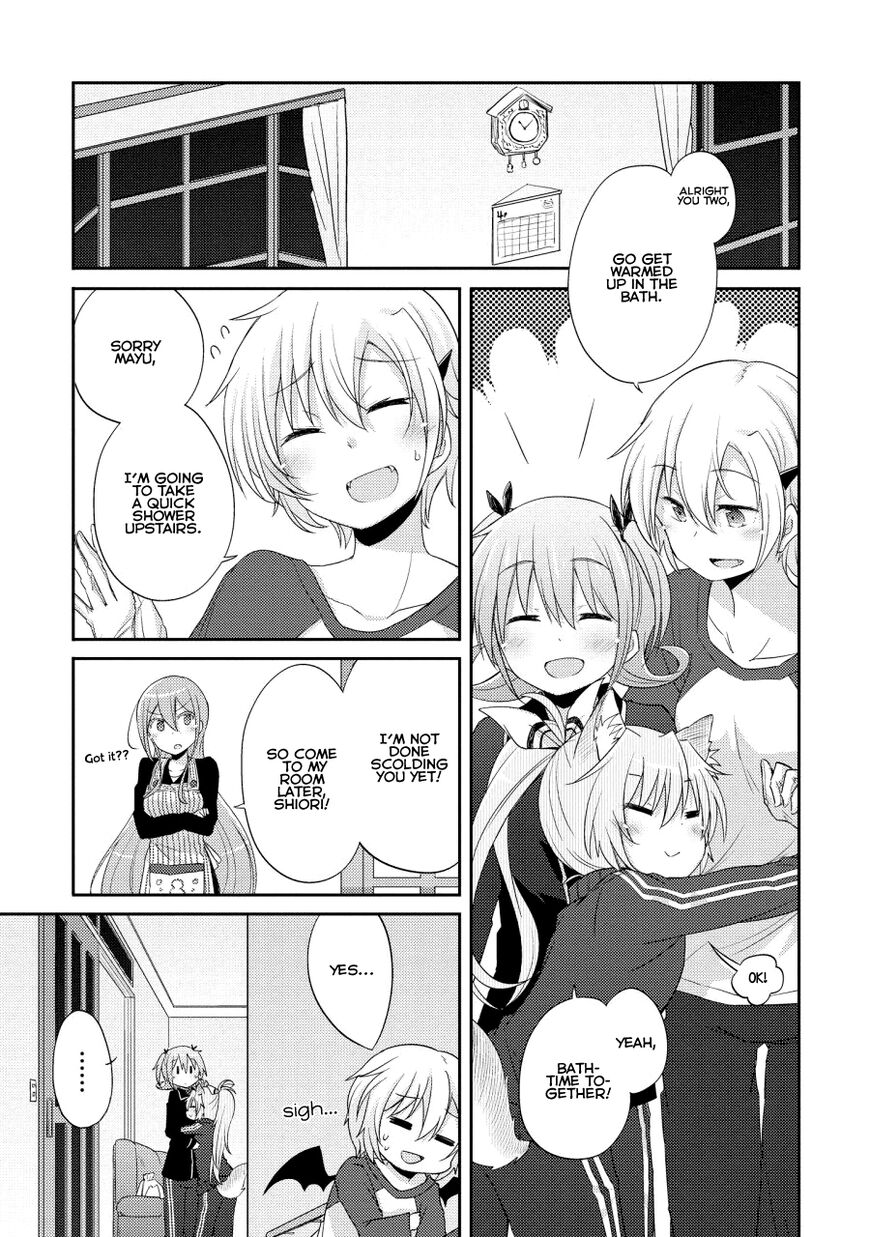 ALRIGHT
YOU TWO,
GO GET
WARMED
UP IN THE
BATH.
YEAH,
BATH-
TIME TO-
GETHER!
OK!
SORRY
MAYU,
I'M GOING
TO TAKE
A QUICK
SHOWER
UPSTAIRS.
I'M NOT
DONE
SCOLDING
YOU YET!
SO COME
TO MY
ROOM
LATER,
SHIORI!
Got it??
YES...
sigh...
......